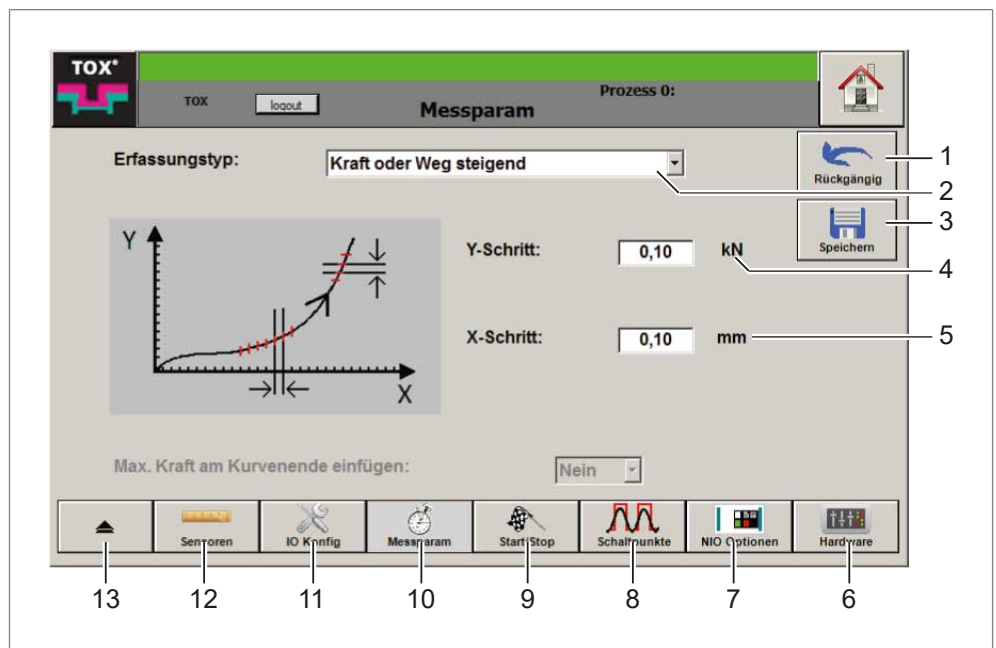 TOX®
TOX
logout
Messparam
Prozess 0:
Erfassungstyp:
Kraft oder Weg steigend
Rückgängig
1
2
Speichern
3
Y
Y-Schritt:
0,10
kN
4
X-Schritt:
0,10
mm
5
X
Max. Kraft am Kurvenende einfügen:
Nein
Sensoren
IO Konfig
Messparam
Start/Stop
Schaltpunkte
NIO Optionen
Hardware
13
12
11
10
9
8
7
6